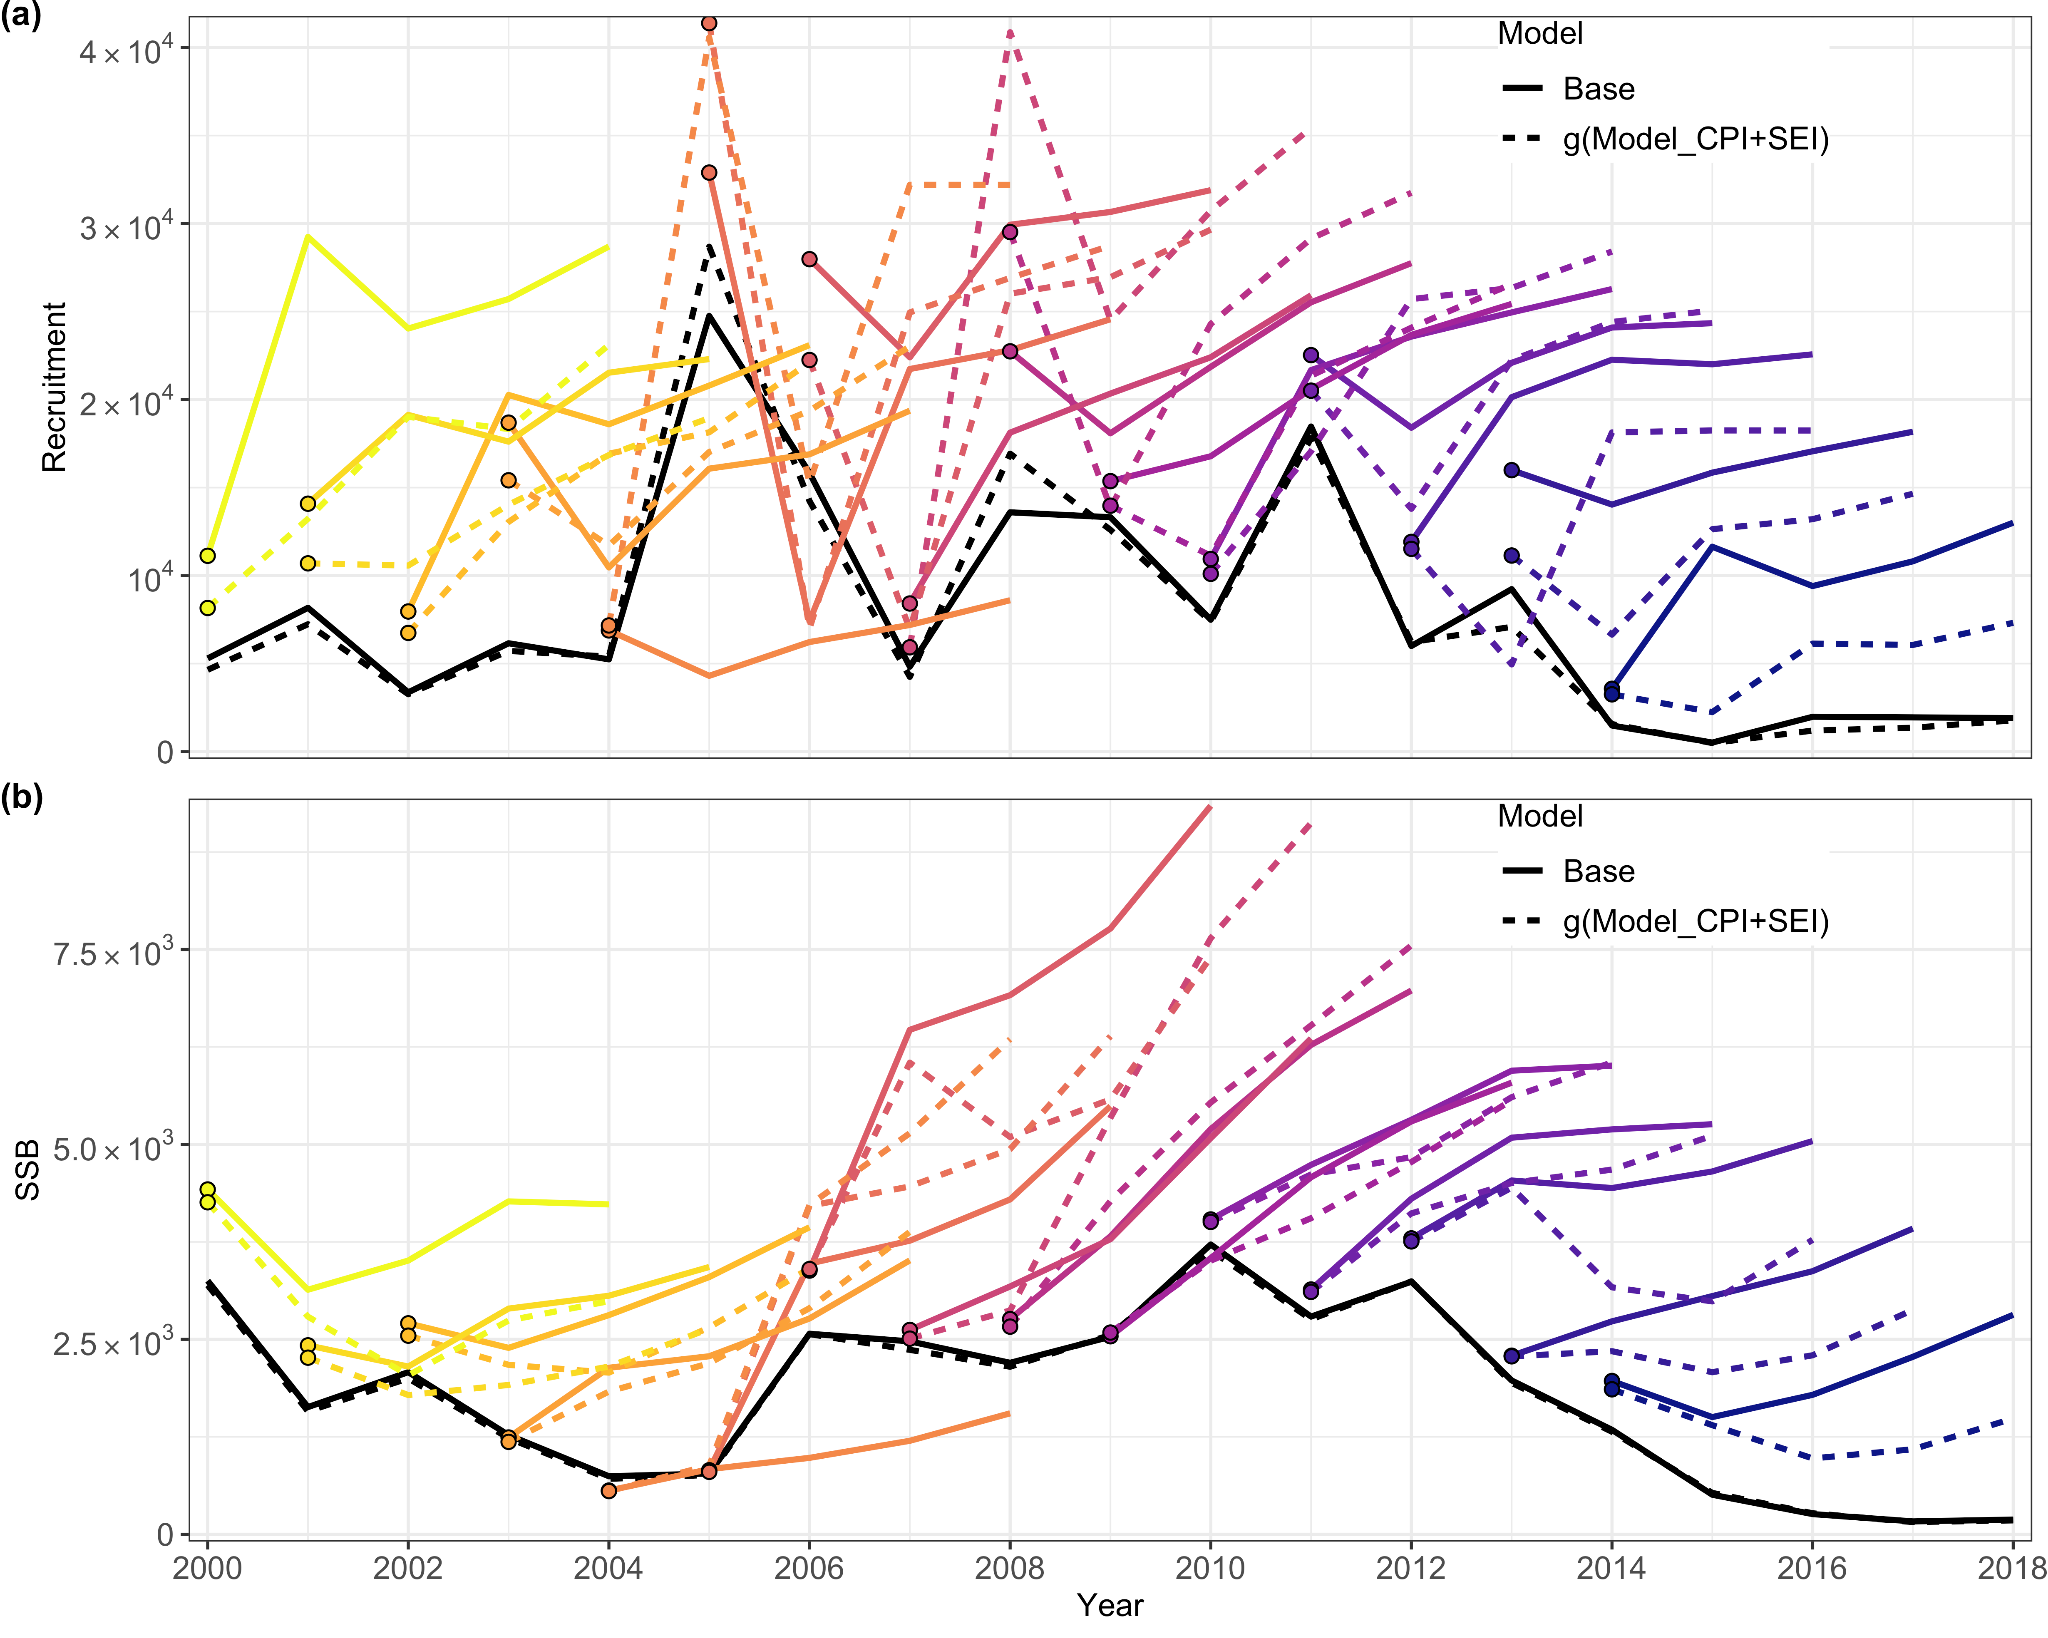 (a)
Recruitment
4 × 10⁴
3 × 10⁴
2 × 10⁴
10⁴
0
Model
Base
g(Model_CPI+SEI)
(b)
SSB
7.5 × 10³
5.0 × 10³
2.5 × 10³
0
Model
Base
g(Model_CPI+SEI)
2000 2002 2004 2006 2008 2010 2012 2014 2016 2018
Year